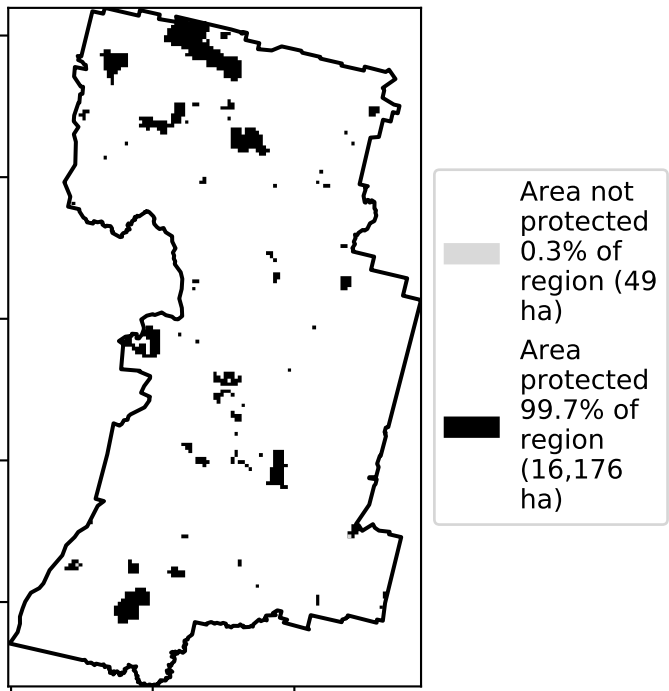 Area not
protected
0.3% of
region (49
ha)
Area
protected
99.7% of
region
(16,176
ha)